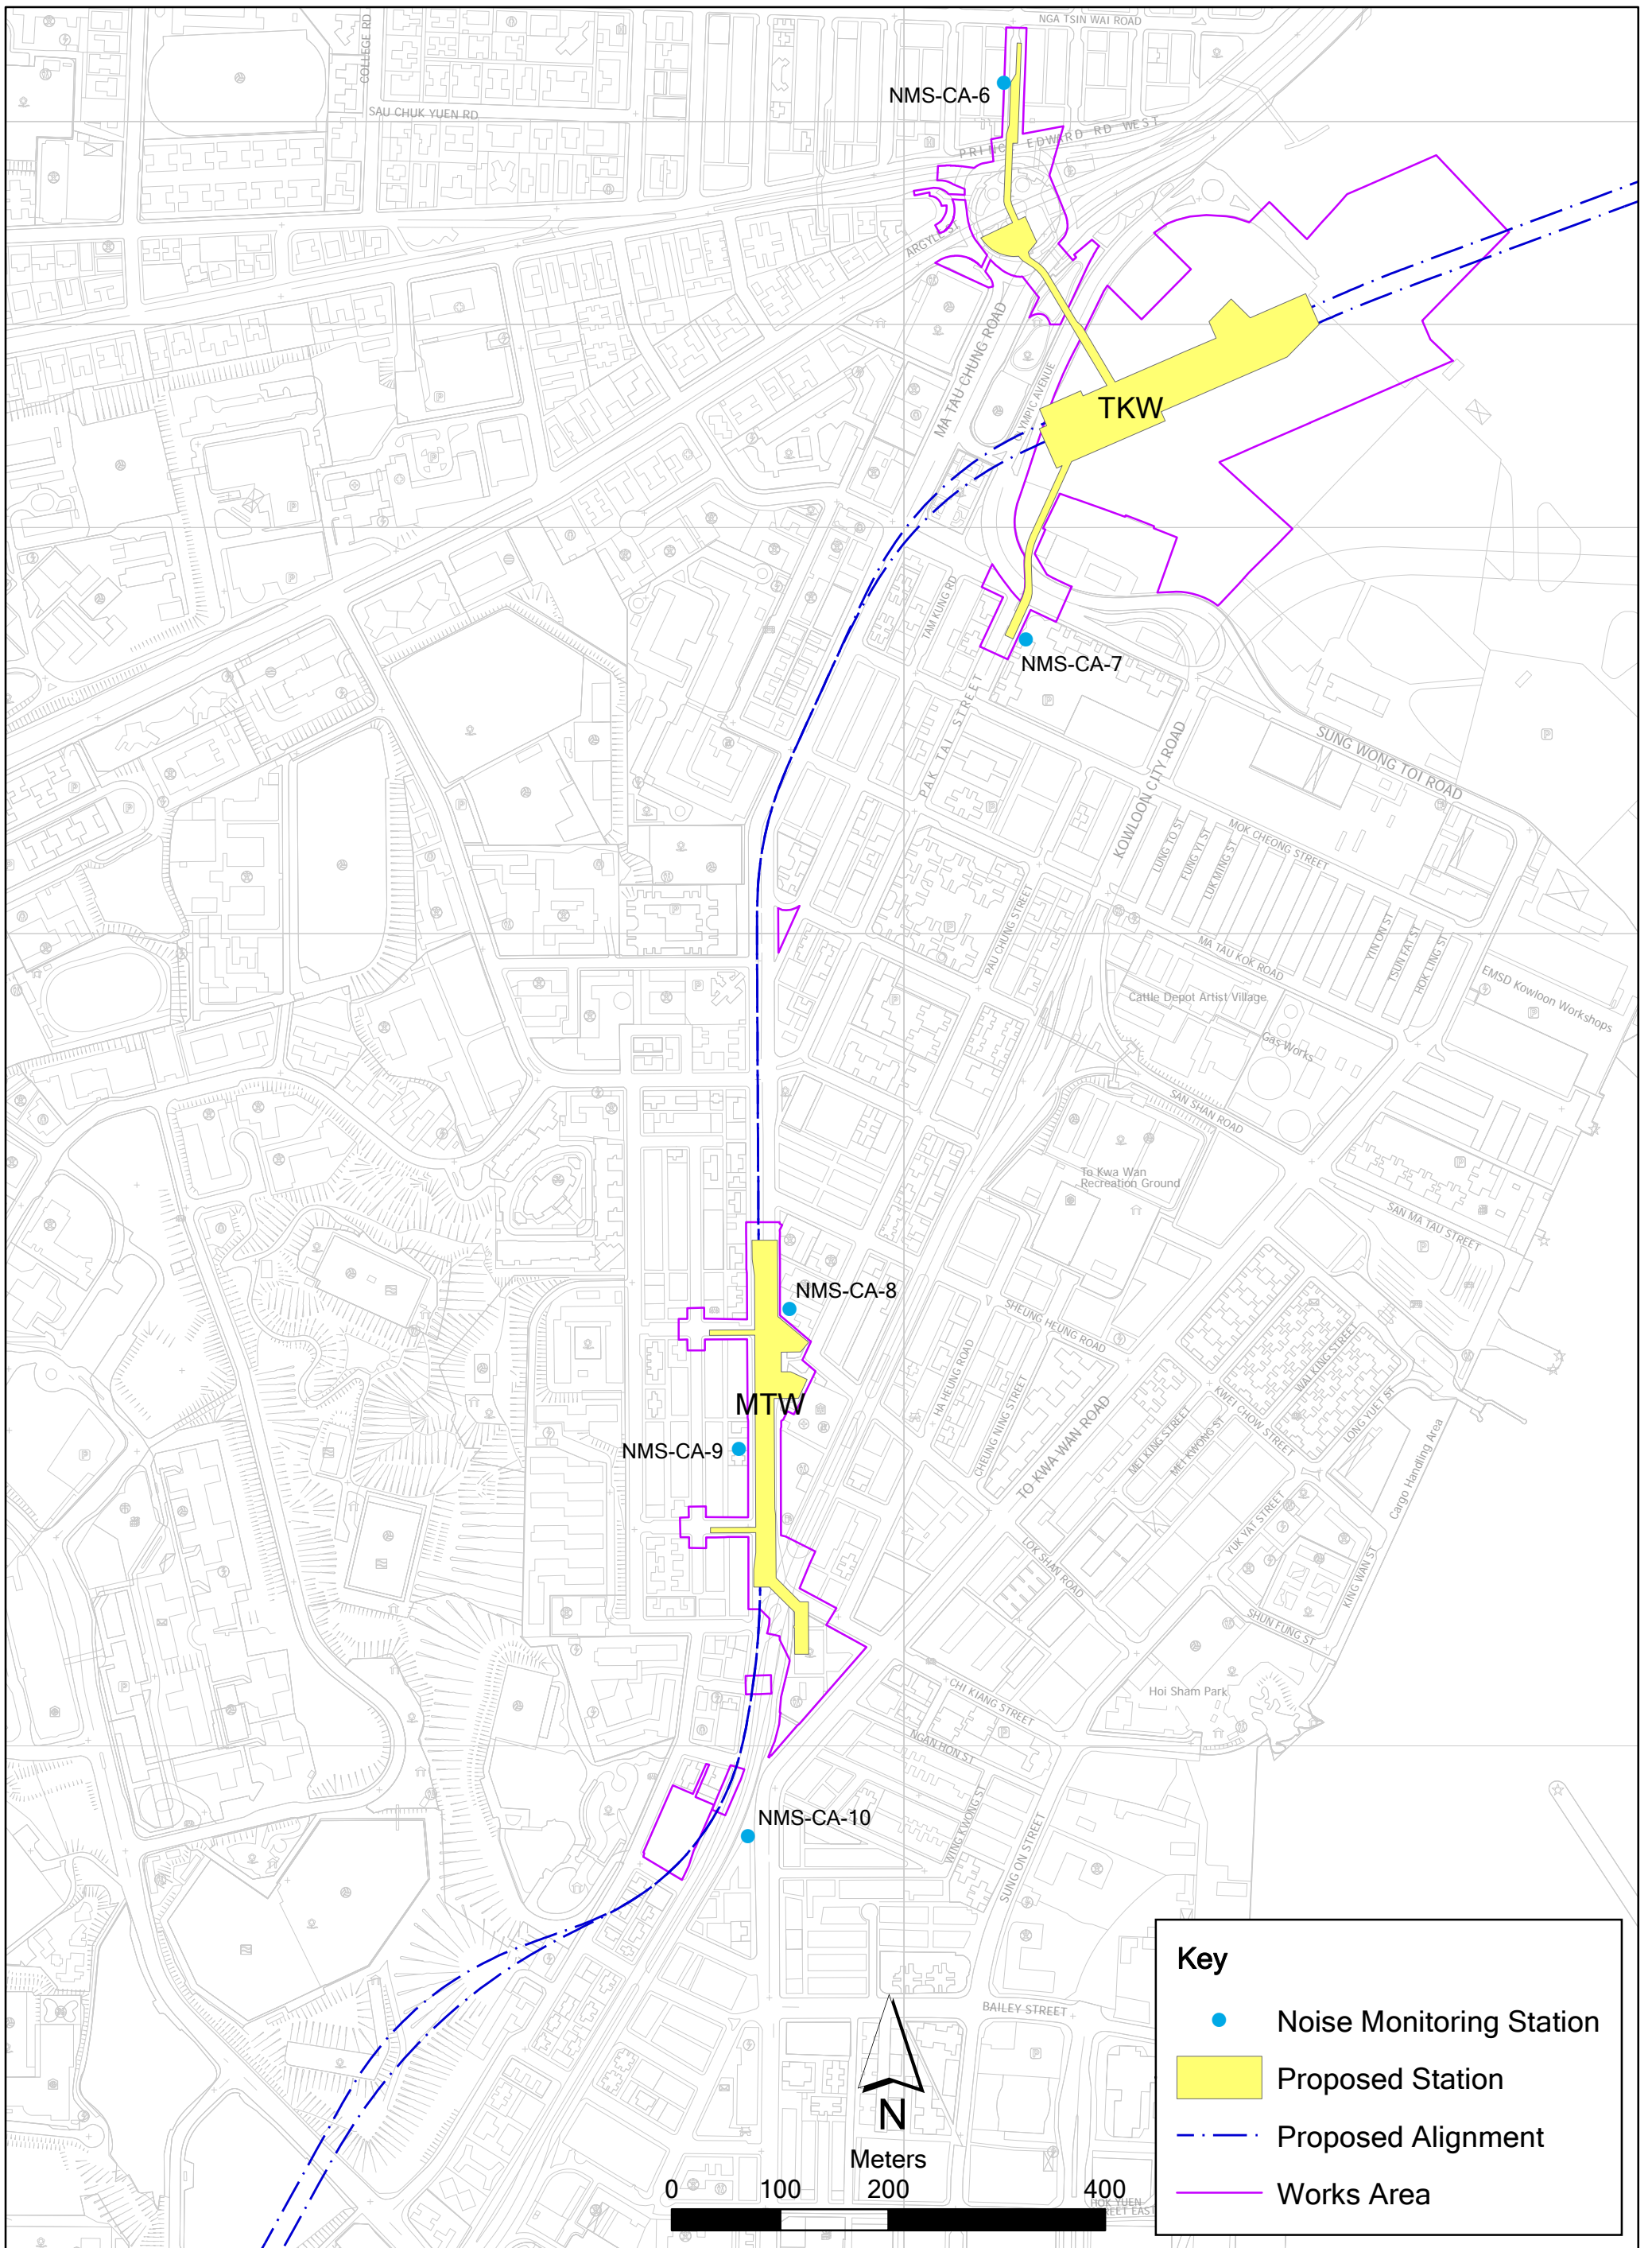 NGA TSIN WAI ROAD
COLLEGE RD
NMS-CA-6
SAU CHUK YUEN RD
PRINCE EDWARD RD WEST
ARGYLE ST
MA TAU CHUNG ROAD
OLYMPIC AVENUE
TKW
TAM KUNG RD
NMS-CA-7
PAK TAI STREET
SUNG WONG TOI ROAD
KOWLOON CITY ROAD
MOK CHEONG STREET
LUNG TO ST
FUNG YI ST
LUK MING ST
PAU CHUNG STREET
MA TAU KOK ROAD
YIN ON ST
TSUN FAT ST
HOK LING ST
EMSD Kowloon Workshops
Cattle Depot Artist Village
Gas Works
SAN SHAN ROAD
To Kwa Wan
Recreation Ground
SAN MA TAU STREET
NMS-CA-8
SHEUNG HEUNG ROAD
HA HEUNG ROAD
WAI KING STREET
MTW
CHEUNG NING STREET
TO KWA WAN ROAD
KWEI CHOW STREET
LONG YUET ST
MEI KING STREET
MEI KWONG ST
Cargo Handling Area
NMS-CA-9
YUK YAT STREET
LOK SHAN ROAD
KING WAN ST
SHUN FUNG ST
CHI KIANG STREET
Hoi Sham Park
NGAN HON ST
WING KWONG ST
SUNG ON STREET
NMS-CA-10
BAILEY STREET
N
Meters
0 100 200 400
HOK YUEN
STREET EAST
Key
Noise Monitoring Station
Proposed Station
Proposed Alignment
Works Area
P